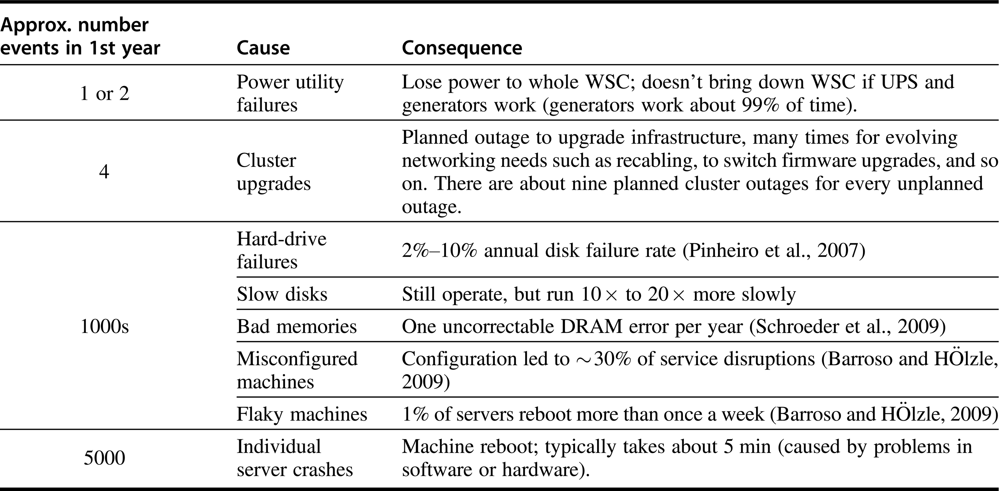 Approx. number
events in 1st year
Cause
Consequence
1 or 2
Power utility
failures
Lose power to whole WSC; doesn’t bring down WSC if UPS and
generators work (generators work about 99% of time).
4
Cluster
upgrades
Planned outage to upgrade infrastructure, many times for evolving
networking needs such as recabling, to switch firmware upgrades, and so
on. There are about nine planned cluster outages for every unplanned
outage.
1000s
Hard-drive
failures
2%–10% annual disk failure rate (Pinheiro et al., 2007)
Slow disks
Still operate, but run 10× to 20× more slowly
Bad memories
One uncorrectable DRAM error per year (Schroeder et al., 2009)
Misconfigured
machines
Configuration led to ~30% of service disruptions (Barroso and HÖlzle,
2009)
Flaky machines
1% of servers reboot more than once a week (Barroso and HÖlzle, 2009)
5000
Individual
server crashes
Machine reboot; typically takes about 5 min (caused by problems in
software or hardware).